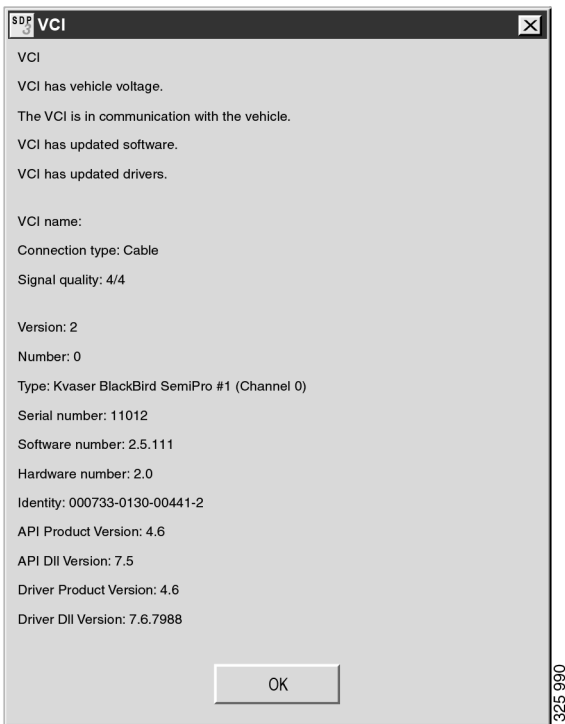 SDP
3
VCI
VCI
VCI has vehicle voltage.
The VCI is in communication with the vehicle.
VCI has updated software.
VCI has updated drivers.
VCI name:
Connection type: Cable
Signal quality: 4/4
Version: 2
Number: 0
Type: Kvaser BlackBird SemiPro #1 (Channel 0)
Serial number: 11012
Software number: 2.5.111
Hardware number: 2.0
Identity: 000733-0130-00441-2
API Product Version: 4.6
API Dll Version: 7.5
Driver Product Version: 4.6
Driver Dll Version: 7.6.7988
OK
325 990